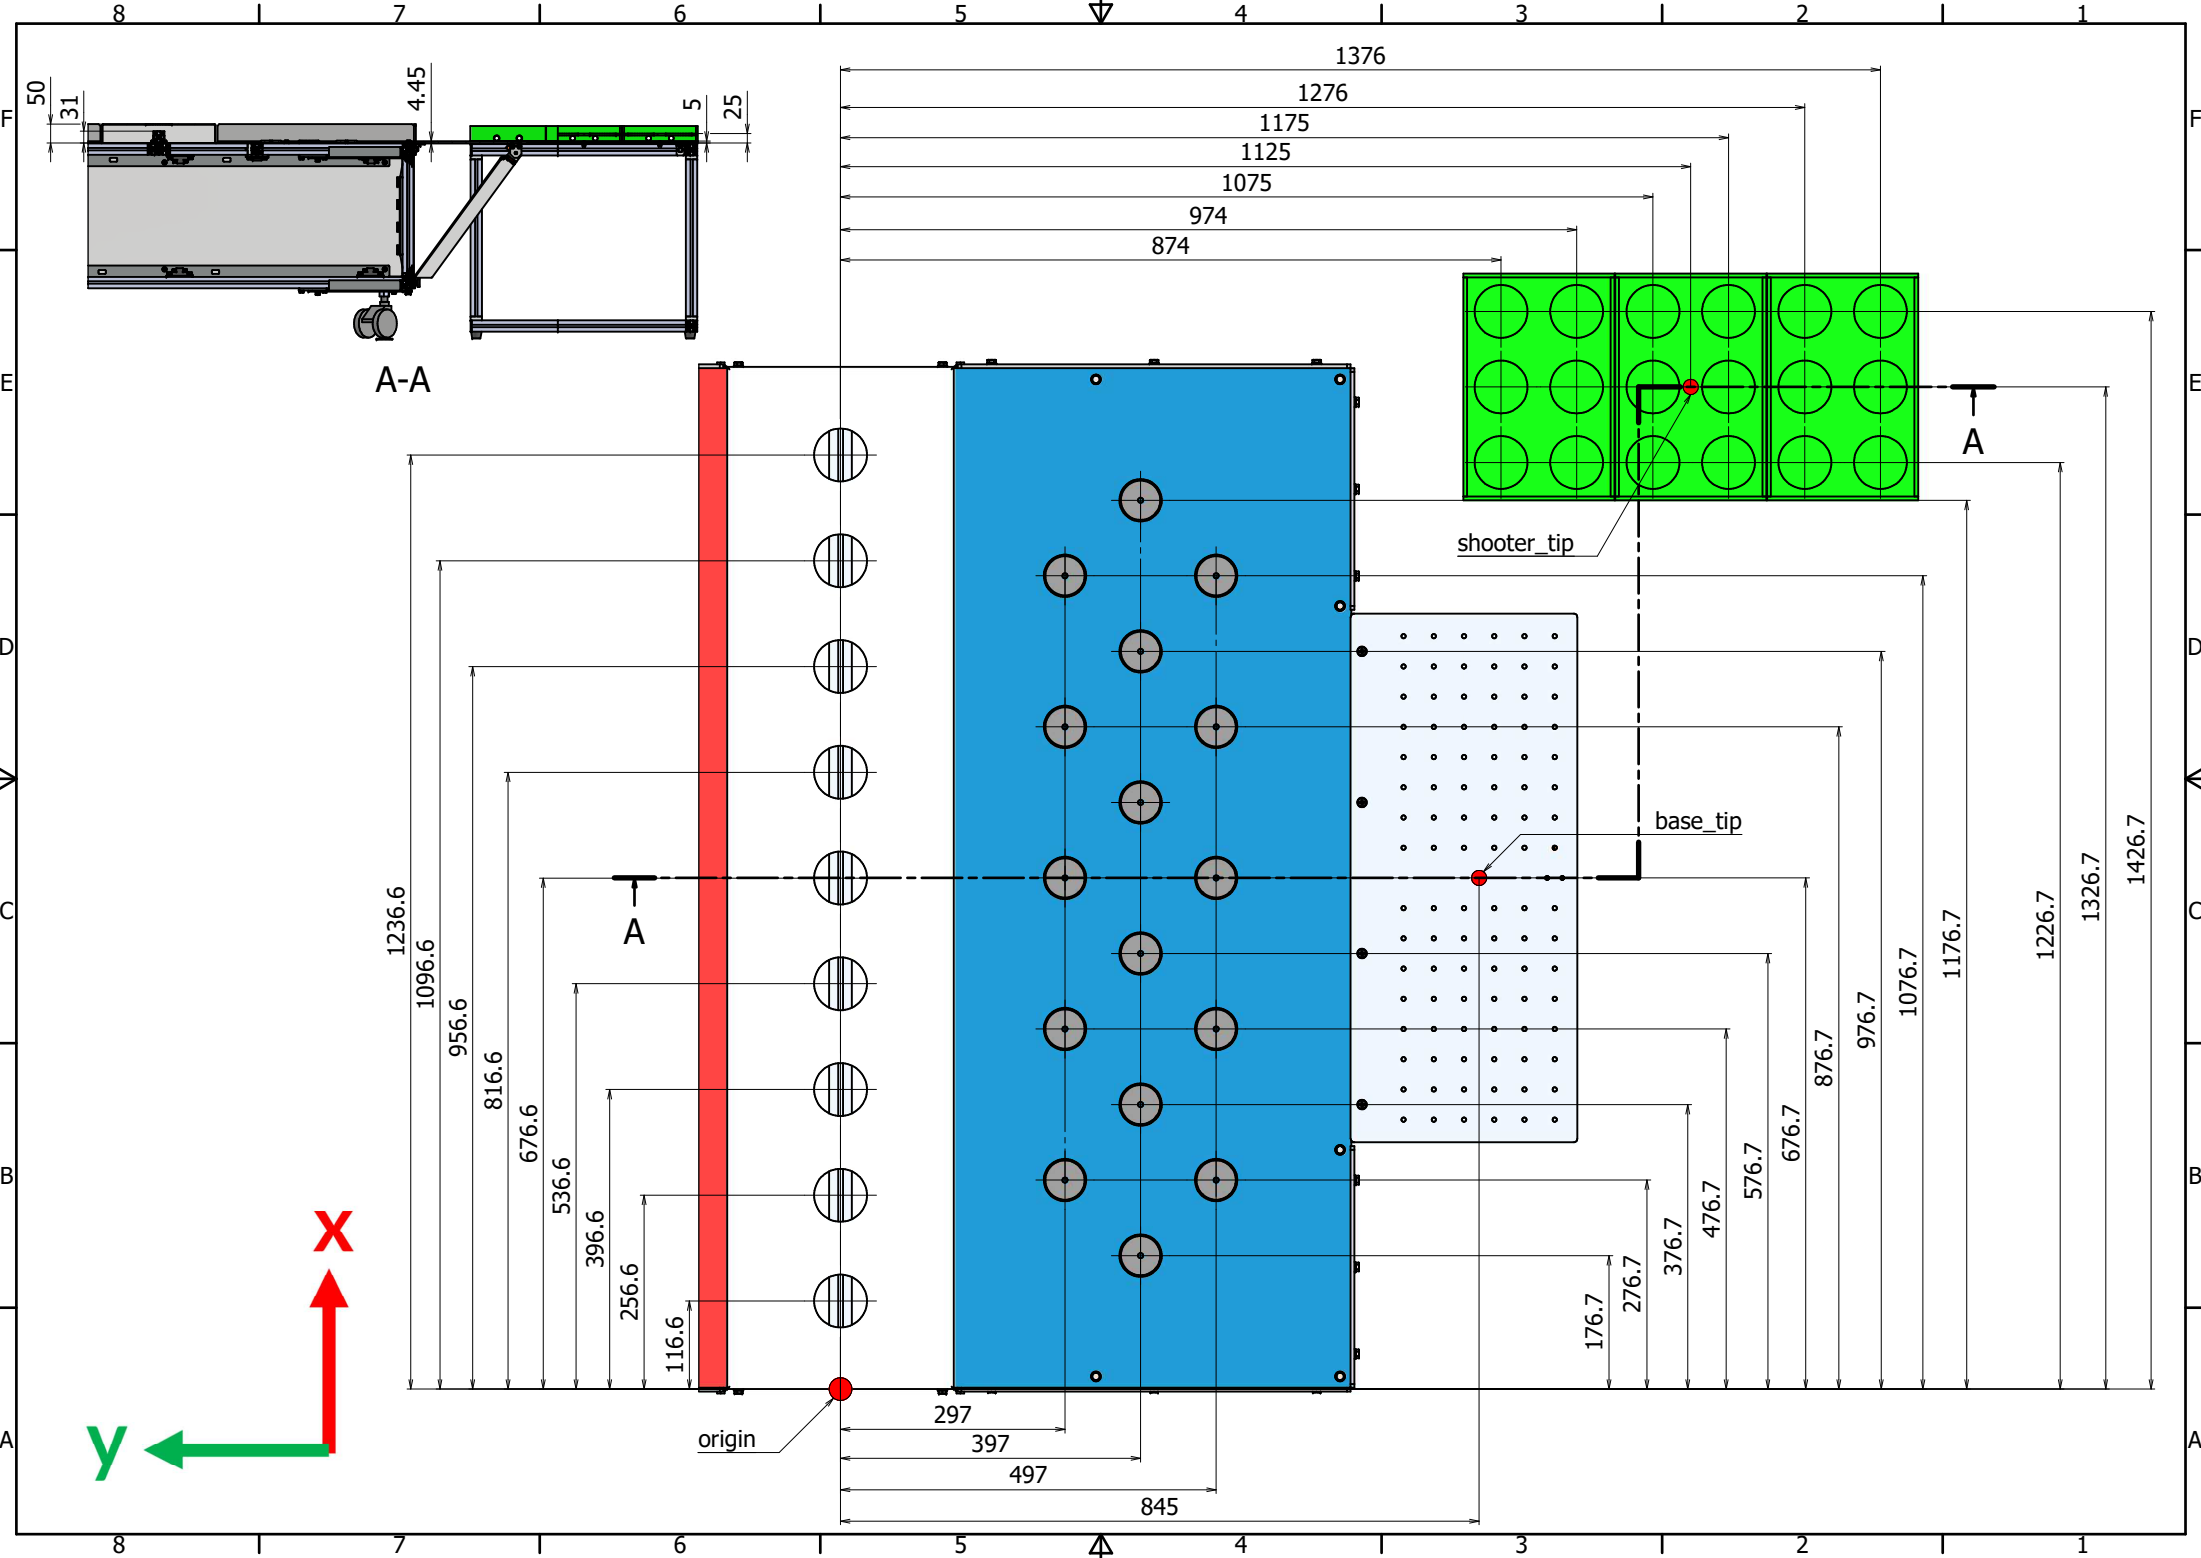 8 7 6 5 4 3 2 1
F
F
E
E
D
D
C
C
B
B
A
A
50
31
4.45
5
25
A-A
1376
1276
1175
1125
1075
974
874
A
shooter_tip
base_tip
A
1236.6
1096.6
956.6
816.6
676.6
536.6
396.6
256.6
116.6
176.7
276.7
376.7
476.7
576.7
676.7
876.7
976.7
1076.7
1176.7
1226.7
1326.7
1426.7
x
y
origin
297
397
497
845
8 7 6 5 4 3 2 1